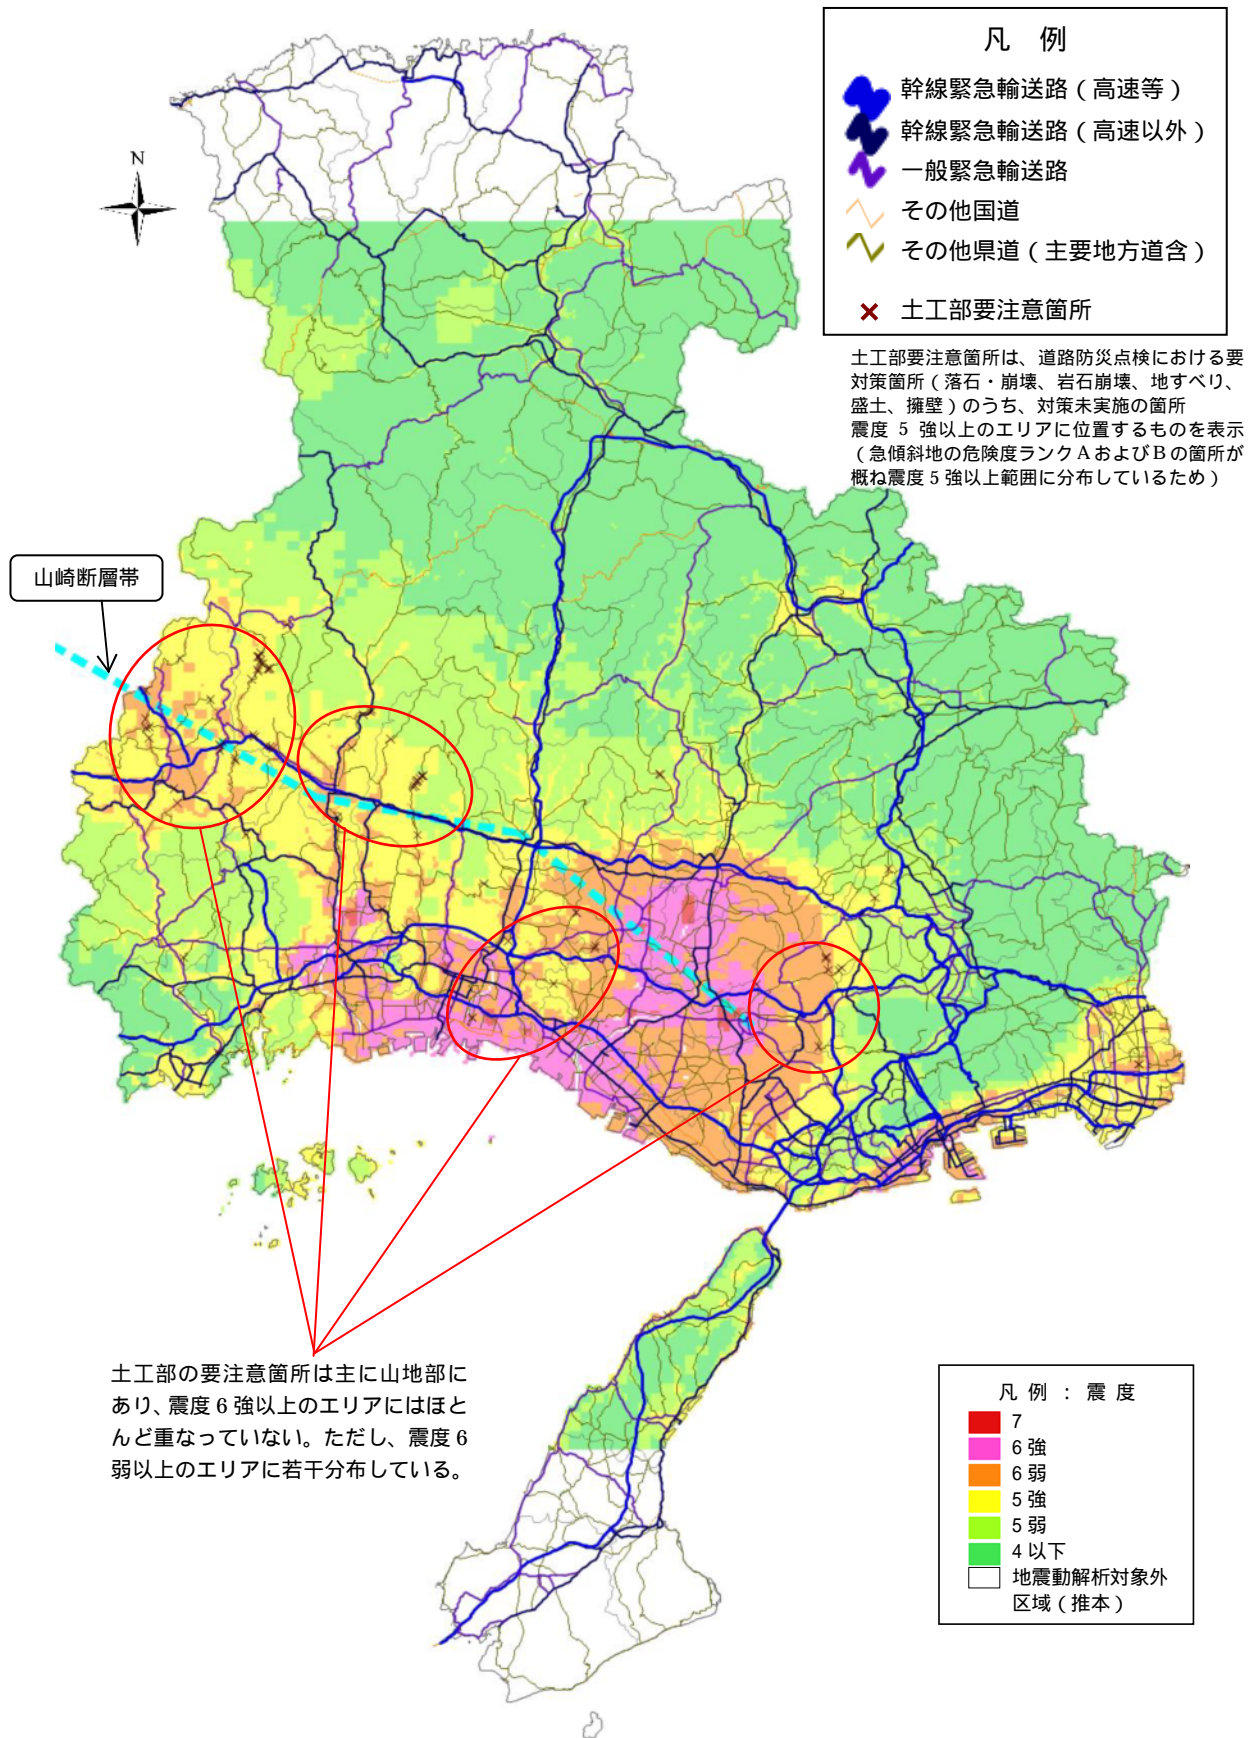 凡 例
幹線緊急輸送路（高速等）
幹線緊急輸送路（高速以外）
一般緊急輸送路
その他国道
その他県道（主要地方道含）
土工部要注意箇所
N
土工部要注意箇所は、道路防災点検における要
対策箇所（落石・崩壊、岩石崩壊、地すべり、
盛土、擁壁）のうち、対策未実施の箇所
震度 5 強以上のエリアに位置するものを表示
（急傾斜地の危険度ランクAおよびBの箇所が
概ね震度 5 強以上範囲に分布しているため）
山崎断層帯
土工部の要注意箇所は主に山地部に
あり、震度 6 強以上のエリアにはほと
んど重なっていない。ただし、震度 6
弱以上のエリアに若干分布している。
凡 例 ： 震 度
7
6 強
6 弱
5 強
5 弱
4 以下
地震動解析対象外
区域（推本）